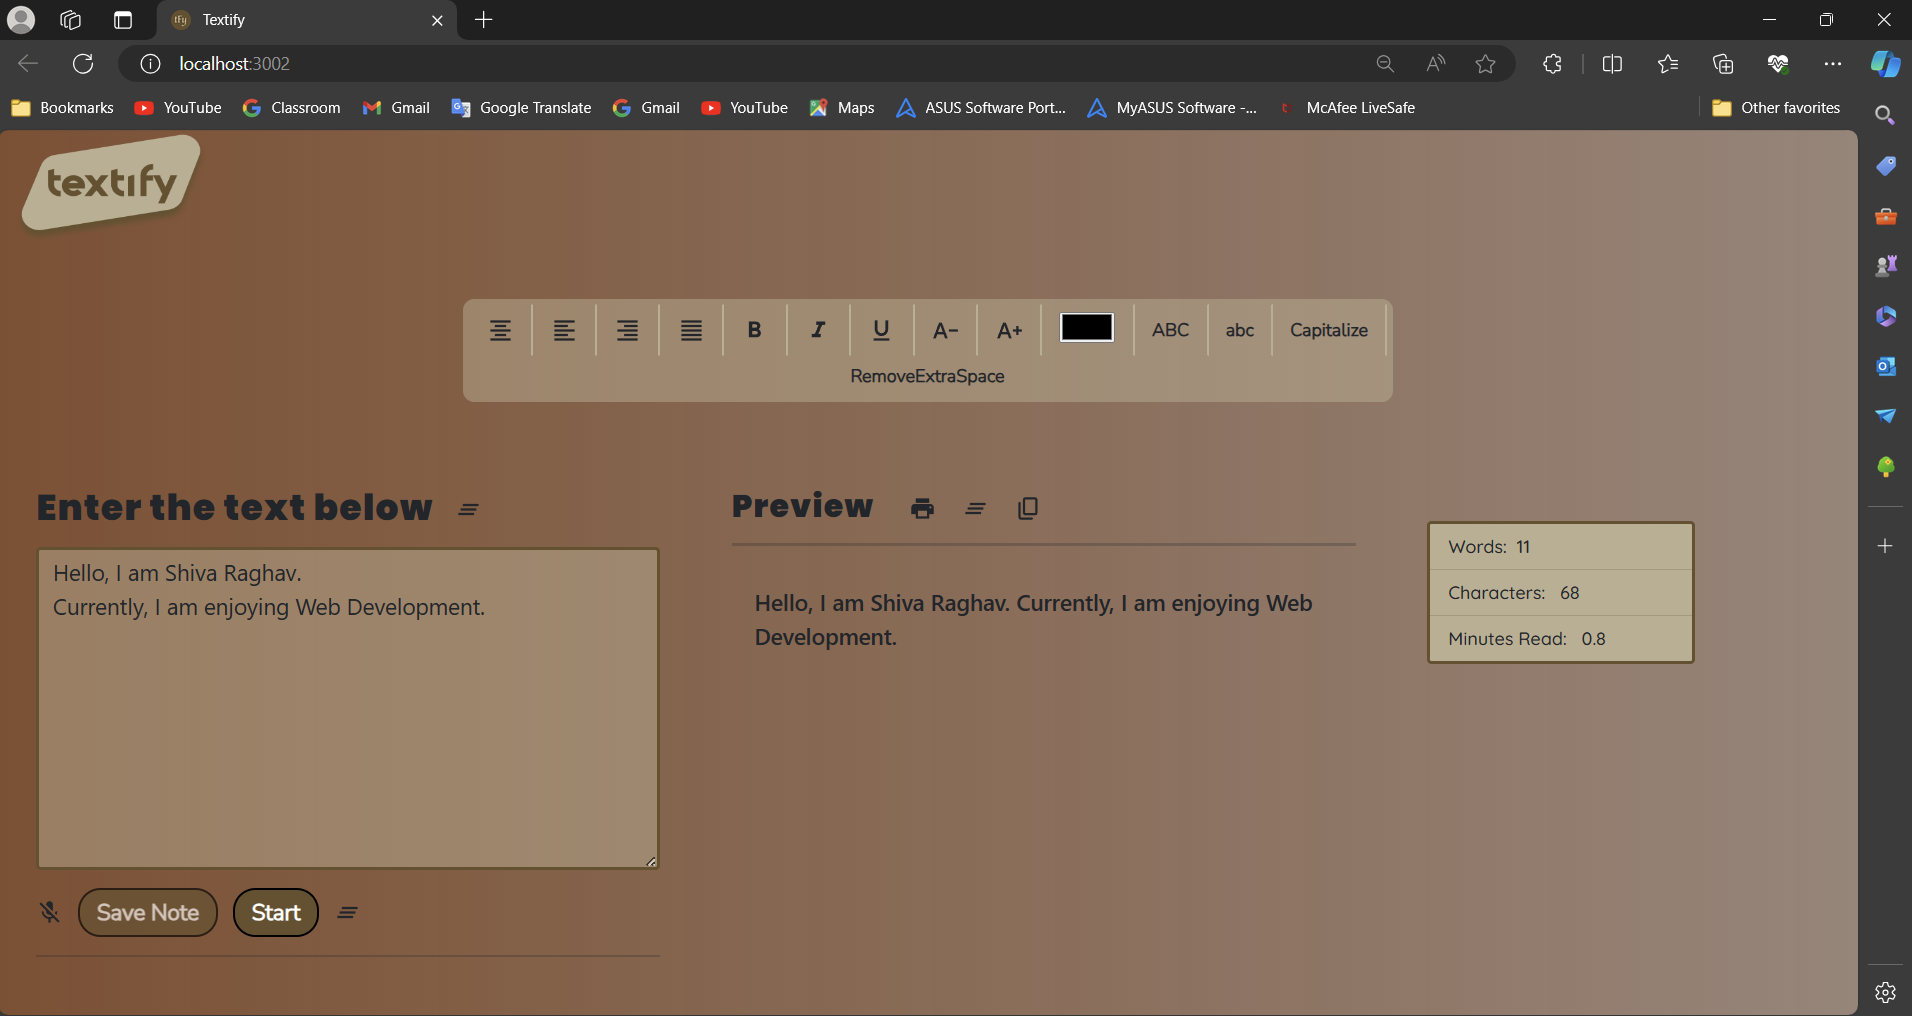 Textify
localhost:3002
Bookmarks YouTube Classroom Gmail Google Translate Gmail YouTube Maps ASUS Software Port... MyASUS Software -... McAfee LiveSafe Other favorites
textify
B I U A- A+ ABC abc Capitalize
RemoveExtraSpace
Enter the text below
Hello, I am Shiva Raghav.
Currently, I am enjoying Web Development.
Save Note Start
Preview
Hello, I am Shiva Raghav. Currently, I am enjoying Web
Development.
Words: 11
Characters: 68
Minutes Read: 0.8